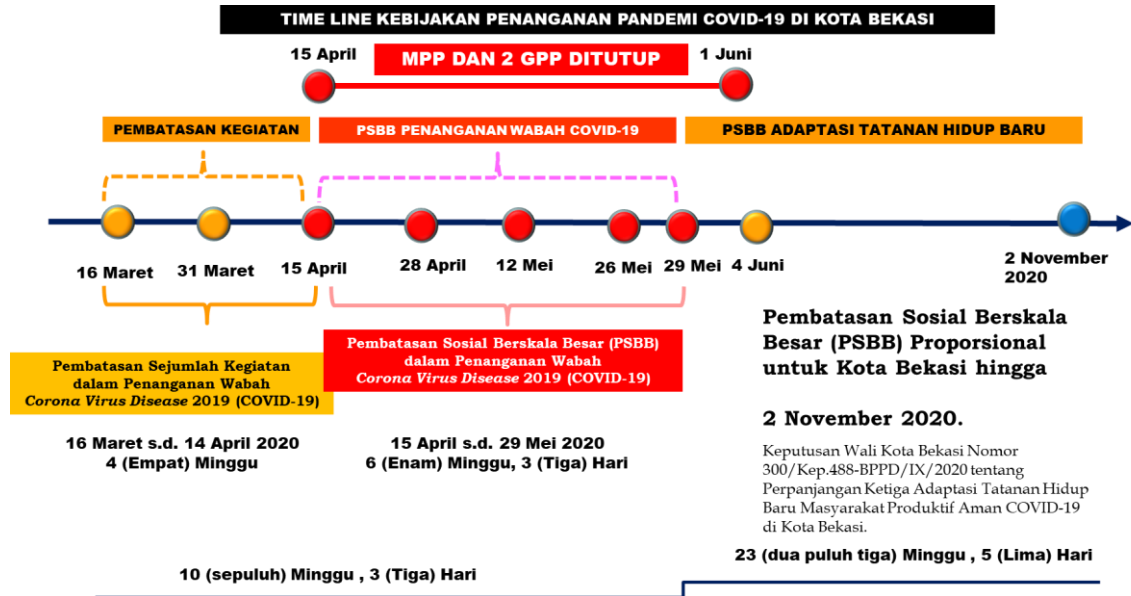 TIME LINE KEBIJAKAN PENANGANAN PANDEMI COVID-19 DI KOTA BEKASI
15 April
MPP DAN 2 GPP DITUTUP
1 Juni
PEMBATASAN KEGIATAN
PSBB PENANGANAN WABAH COVID-19
PSBB ADAPTASI TATANAN HIDUP BARU
16 Maret
31 Maret
15 April
28 April
12 Mei
26 Mei
29 Mei
4 Juni
2 November
2020
Pembatasan Sejumlah Kegiatan
dalam Penanganan Wabah
Corona Virus Disease 2019 (COVID-19)
16 Maret s.d. 14 April 2020
4 (Empat) Minggu
Pembatasan Sosial Berskala Besar (PSBB)
dalam Penanganan Wabah
Corona Virus Disease 2019 (COVID-19)
15 April s.d. 29 Mei 2020
6 (Enam) Minggu, 3 (Tiga) Hari
Pembatasan Sosial Berskala
Besar (PSBB) Proporsional
untuk Kota Bekasi hingga
2 November 2020.
Keputusan Wali Kota Bekasi Nomor
300/Kep.488-BPPD/IX/2020 tentang
Perpanjangan Ketiga Adaptasi Tatanan Hidup
Baru Masyarakat Produktif Aman COVID-19
di Kota Bekasi.
23 (dua puluh tiga) Minggu , 5 (Lima) Hari
10 (sepuluh) Minggu , 3 (Tiga) Hari